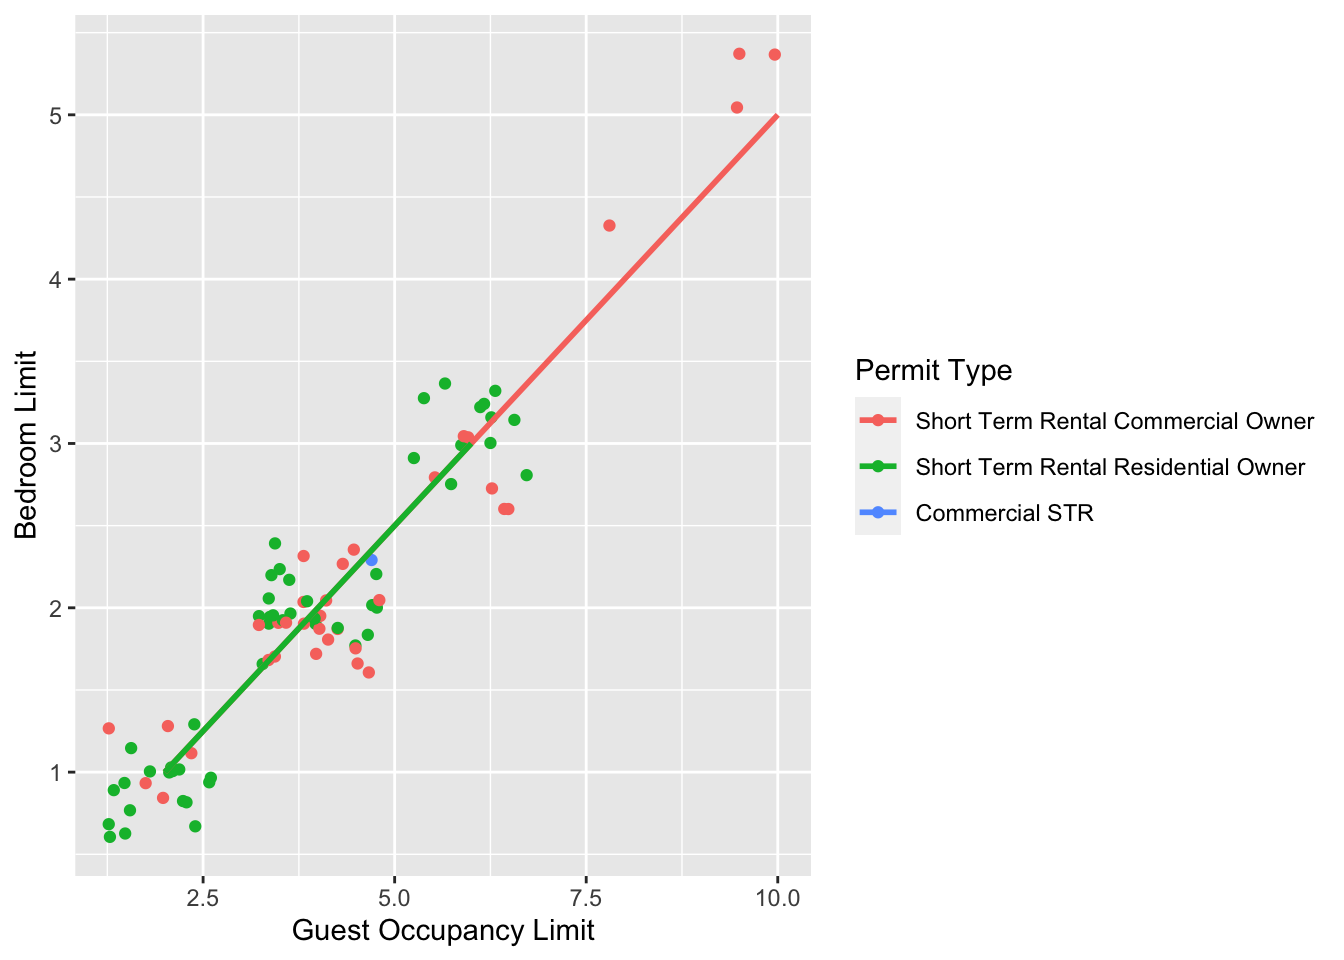 5
4
3
2
1
Bedroom Limit
2.5 5.0 7.5 10.0
Guest Occupancy Limit
Permit Type
Short Term Rental Commercial Owner
Short Term Rental Residential Owner
Commercial STR